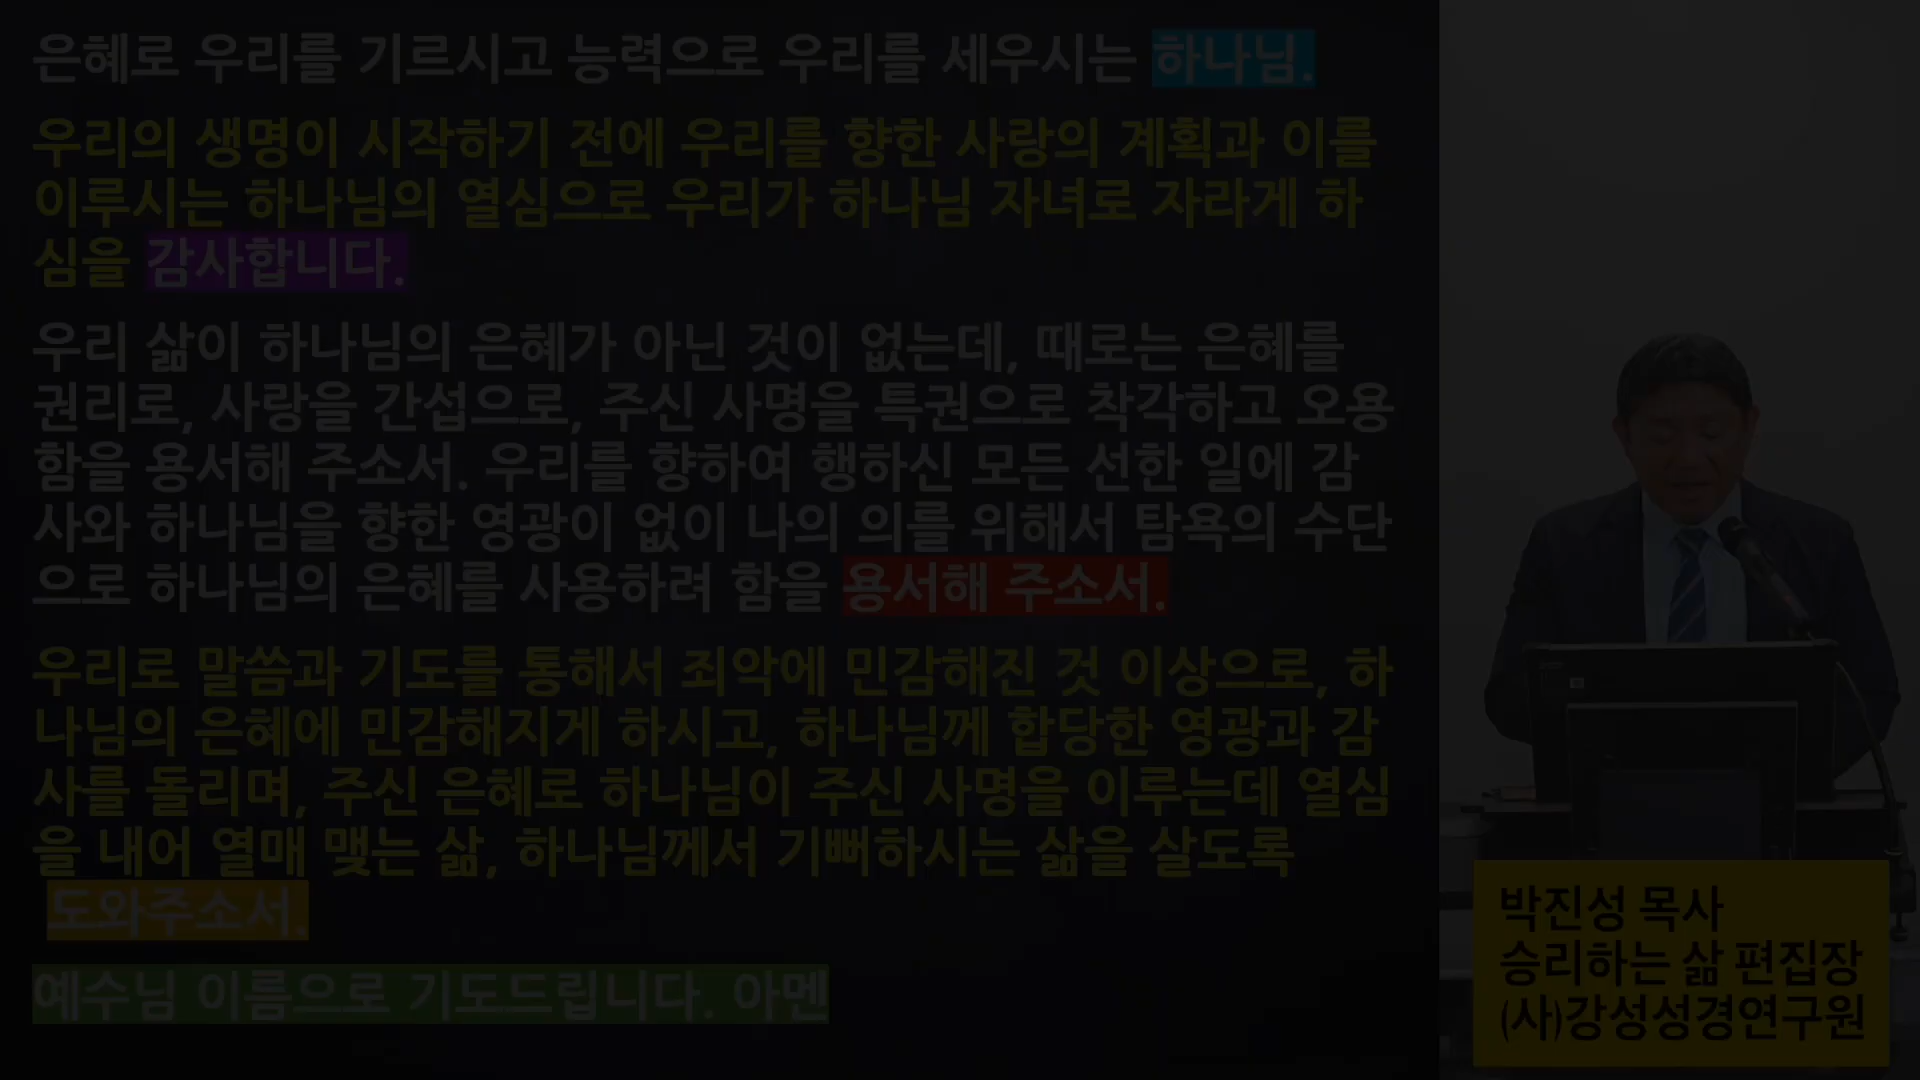 은혜로 우리를 기르시고 능력으로 우리를 세우시는 하나님.
우리의 생명이 시작하기 전에 우리를 향한 사랑의 계획과 이를
이루시는 하나님의 열심으로 우리가 하나님 자녀로 자라게 하
심을 감사합니다.
우리 삶이 하나님의 은혜가 아닌 것이 없는데, 때로는 은혜를
권리로, 사랑을 간섭으로, 주신 사명을 특권으로 착각하고 오용
함을 용서해 주소서. 우리를 향하여 행하신 모든 선한 일에 감
사와 하나님을 향한 영광이 없이 나의 의를 위해서 탐욕의 수단
으로 하나님의 은혜를 사용하려 함을 용서해 주소서.
우리로 말씀과 기도를 통해서 죄악에 민감해진 것 이상으로, 하
나님의 은혜에 민감해지게 하시고, 하나님께 합당한 영광과 감
사를 돌리며, 주신 은혜로 하나님이 주신 사명을 이루는데 열심
을 내어 열매 맺는 삶, 하나님께서 기뻐하시는 삶을 살도록
도와주소서.
예수님 이름으로 기도드립니다. 아멘
박진성 목사
승리하는 삶 편집장
(사)강성성경연구원